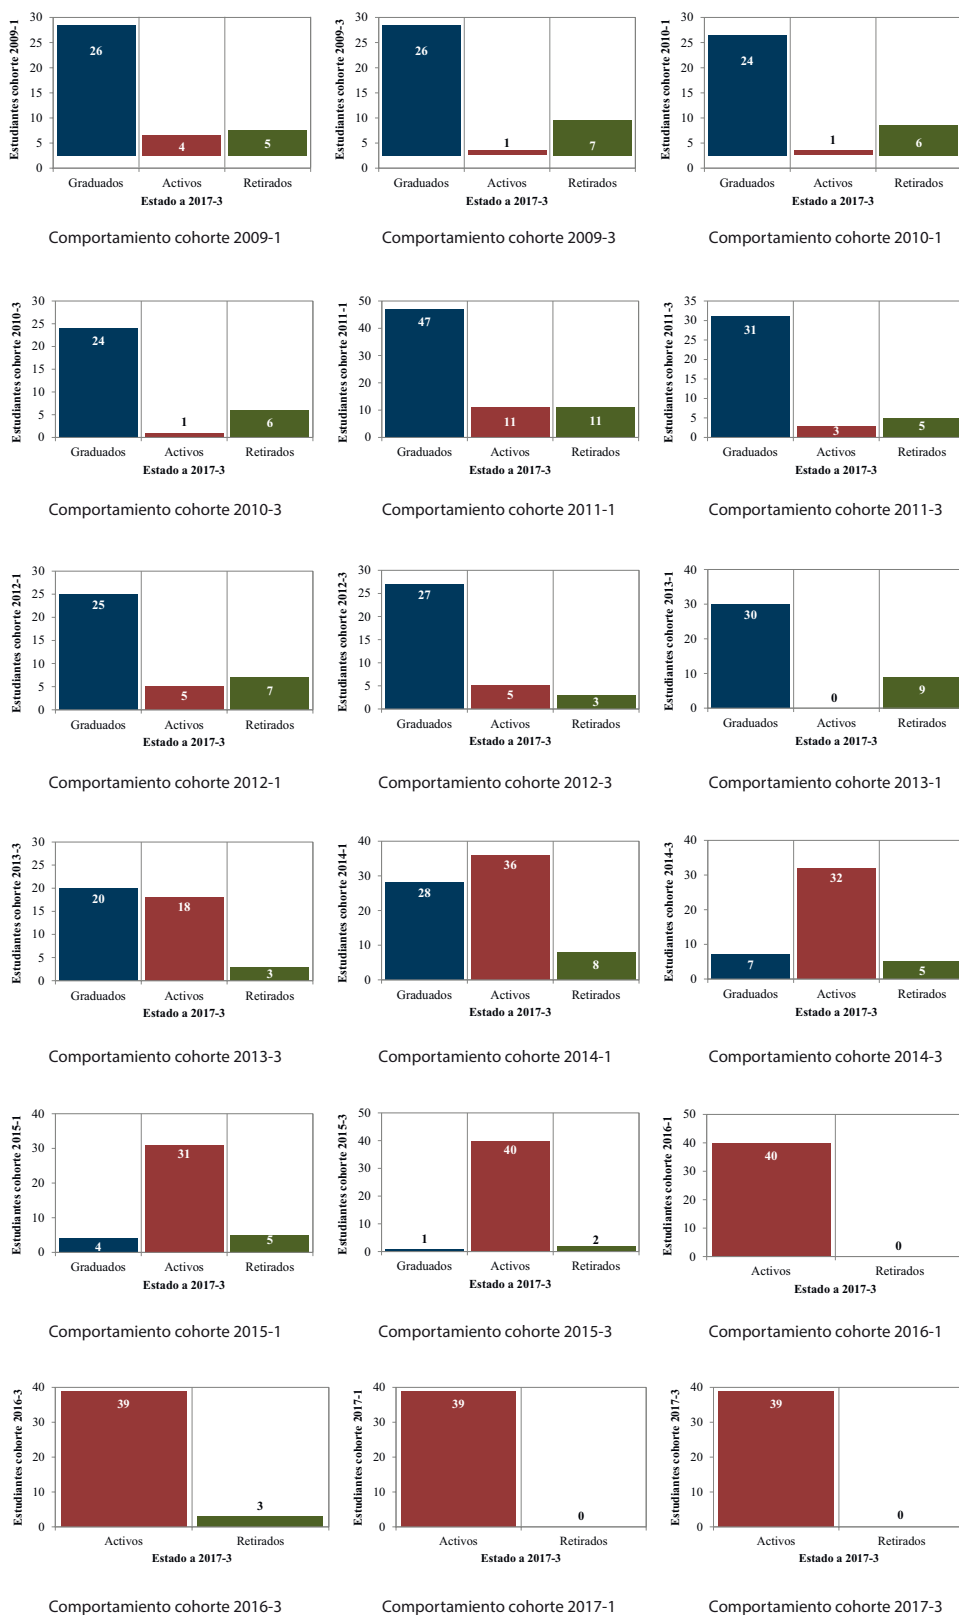 Estudiantes cohorte 2009-1
30
25
20
15
10
5
0
26
4
5
Graduados Activos Retirados
Estado a 2017-3
Comportamiento cohorte 2009-1
Estudiantes cohorte 2009-3
30
25
20
15
10
5
0
26
1
7
Graduados Activos Retirados
Estado a 2017-3
Comportamiento cohorte 2009-3
Estudiantes cohorte 2010-1
30
25
20
15
10
5
0
24
1
6
Graduados Activos Retirados
Estado a 2017-3
Comportamiento cohorte 2010-1
Estudiantes cohorte 2010-3
30
25
20
15
10
5
0
24
1
6
Graduados Activos Retirados
Estado a 2017-3
Comportamiento cohorte 2010-3
Estudiantes cohorte 2011-1
50
40
30
20
10
0
47
11
11
Graduados Activos Retirados
Estado a 2017-3
Comportamiento cohorte 2011-1
Estudiantes cohorte 2011-3
35
30
25
20
15
10
5
0
31
3
5
Graduados Activos Retirados
Estado a 2017-3
Comportamiento cohorte 2011-3
Estudiantes cohorte 2012-1
30
25
20
15
10
5
0
25
5
7
Graduados Activos Retirados
Estado a 2017-3
Comportamiento cohorte 2012-1
Estudiantes cohorte 2012-3
30
25
20
15
10
5
0
27
5
3
Graduados Activos Retirados
Estado a 2017-3
Comportamiento cohorte 2012-3
Estudiantes cohorte 2013-1
40
30
20
10
0
30
0
9
Graduados Activos Retirados
Estado a 2017-3
Comportamiento cohorte 2013-1
Estudiantes cohorte 2013-3
30
25
20
15
10
5
0
20
18
3
Graduados Activos Retirados
Estado a 2017-3
Comportamiento cohorte 2013-3
Estudiantes cohorte 2014-1
40
30
20
10
0
28
36
8
Graduados Activos Retirados
Estado a 2017-3
Comportamiento cohorte 2014-1
Estudiantes cohorte 2014-3
40
30
20
10
0
7
32
5
Graduados Activos Retirados
Estado a 2017-3
Comportamiento cohorte 2014-3
Estudiantes cohorte 2015-1
40
30
20
10
0
4
31
5
Graduados Activos Retirados
Estado a 2017-3
Comportamiento cohorte 2015-1
Estudiantes cohorte 2015-3
50
40
30
20
10
0
1
40
2
Graduados Activos Retirados
Estado a 2017-3
Comportamiento cohorte 2015-3
Estudiantes cohorte 2016-1
50
40
30
20
10
0
40
0
Activos Retirados
Estado a 2017-3
Comportamiento cohorte 2016-1
Estudiantes cohorte 2016-3
40
30
20
10
0
39
3
Activos Retirados
Estado a 2017-3
Comportamiento cohorte 2016-3
Estudiantes cohorte 2017-1
40
30
20
10
0
39
0
Activos Retirados
Estado a 2017-3
Comportamiento cohorte 2017-1
Estudiantes cohorte 2017-3
40
30
20
10
0
39
0
Activos Retirados
Estado a 2017-3
Comportamiento cohorte 2017-3